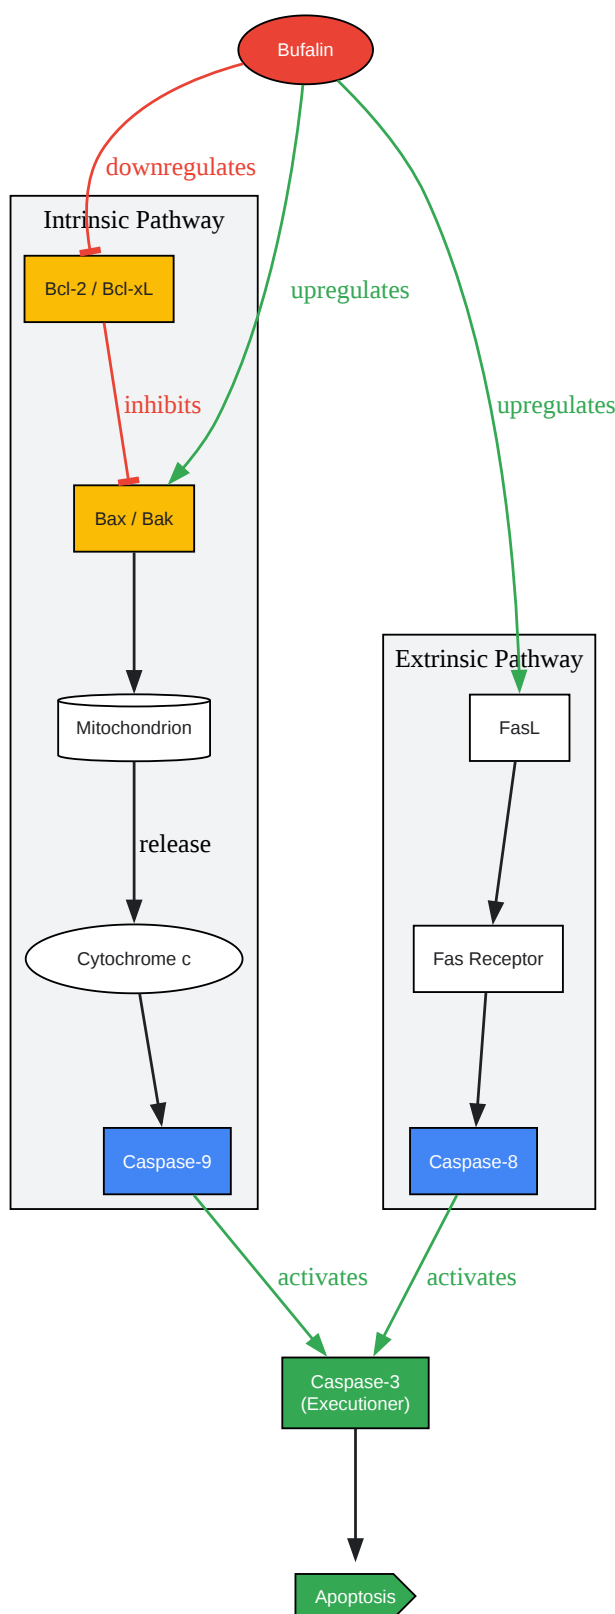 Bufalin
downregulates
Intrinsic Pathway
Bcl-2 / Bcl-xL
upregulates
inhibits
upregulates
Bax / Bak
Extrinsic Pathway
Mitochondrion
FasL
release
Cytochrome c
Fas Receptor
Caspase-9
Caspase-8
activates
activates
Caspase-3
(Executioner)
Apoptosis